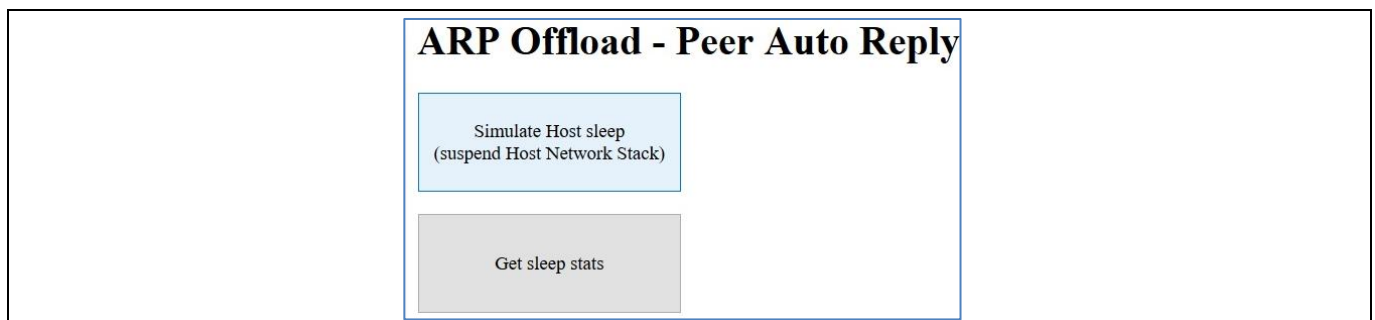 ARP Offload - Peer Auto Reply
Simulate Host sleep
(suspend Host Network Stack)
Get sleep stats